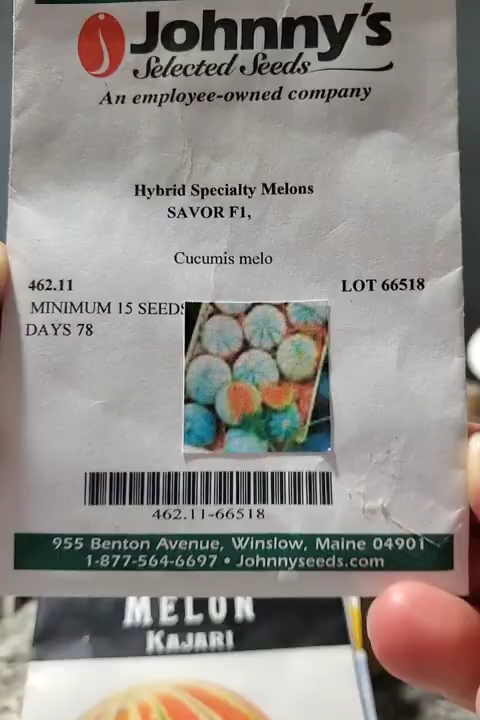 Johnny's
Selected Seeds
An employee-owned company
Hybrid Specialty Melons
SAVOR F1,
Cucumis melo
462.11
LOT 66518
MINIMUM 15 SEEDS
DAYS 78
462.11-66518
955 Benton Avenue, Winslow, Maine 04901
1-877-564-6697 • Johnnyseeds.com
MELON
KAJARI